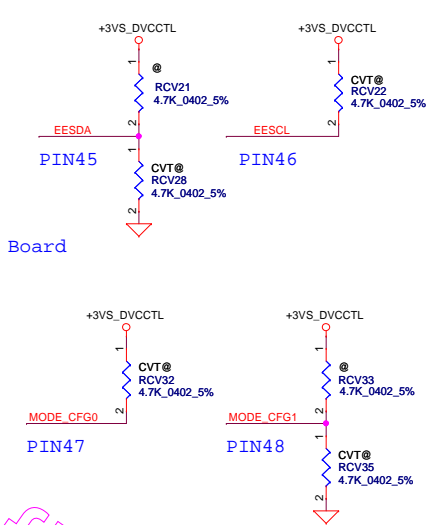 +3VS_DVCCTL
+3VS_DVCCTL
1
@
RCV21
4.7K_0402_5%
2
1
CVT@
RCV22
4.7K_0402_5%
2
EESDA
EESCL
PIN45
PIN46
1
CVT@
RCV28
4.7K_0402_5%
2
Board
+3VS_DVCCTL
+3VS_DVCCTL
1
CVT@
RCV32
4.7K_0402_5%
2
1
@
RCV33
4.7K_0402_5%
2
MODE_CFG0
MODE_CFG1
PIN47
PIN48
1
CVT@
RCV35
4.7K_0402_5%
2